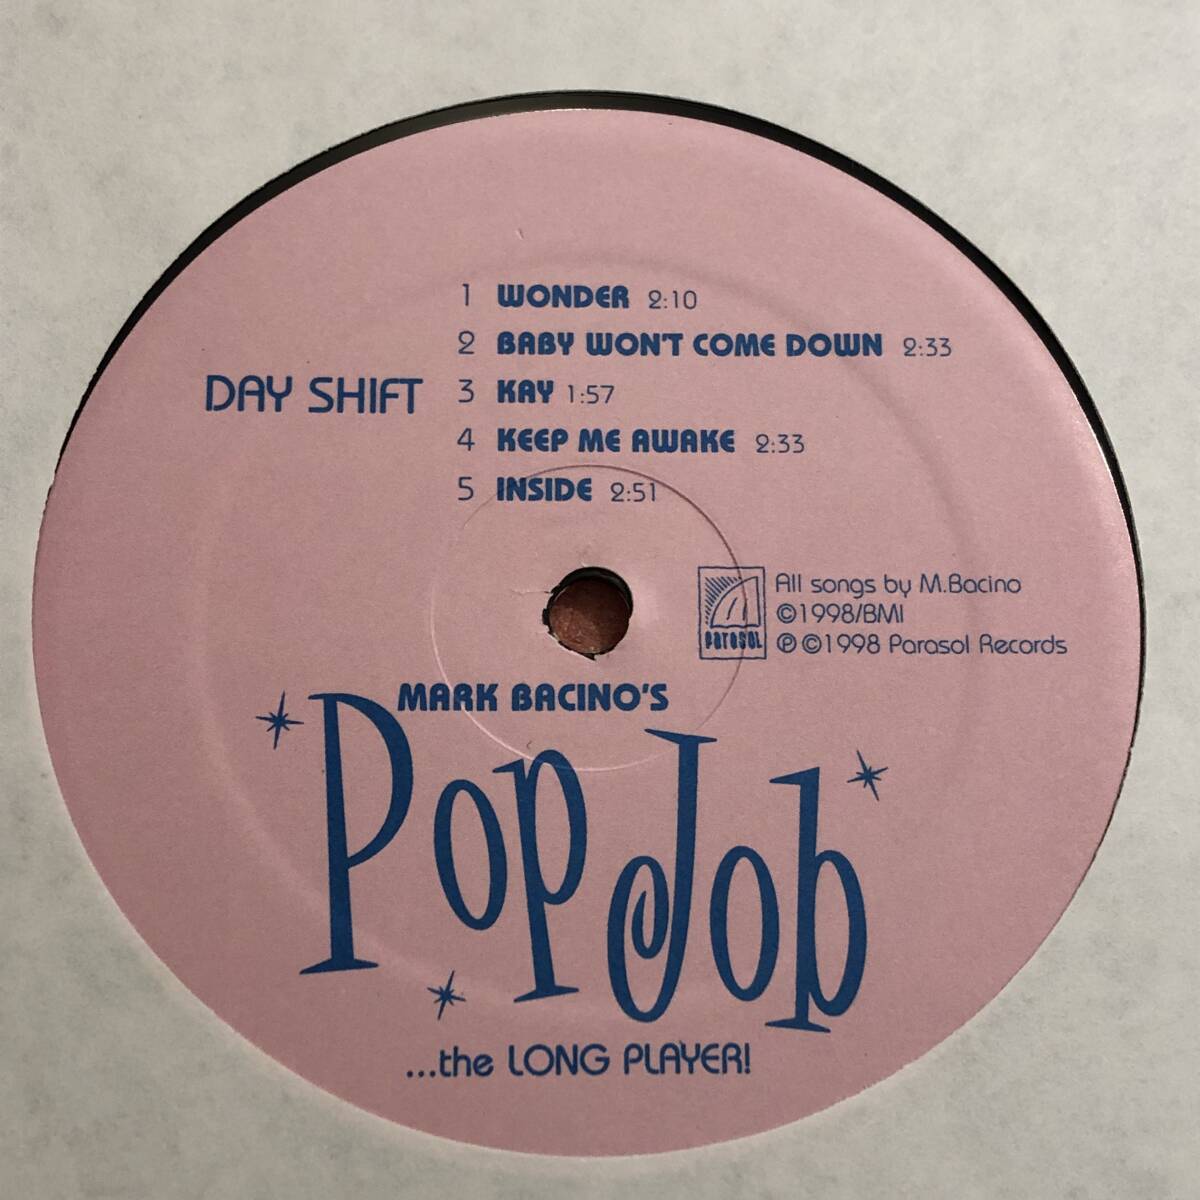 1 WONDER 2:10
2 BABY WON'T COME DOWN 2:33
DAY SHIFT
3 KAY 1:57
4 KEEP ME AWAKE 2:33
5 INSIDE 2:51
PARASOL
All songs by M.Bacino
©1998/BMI
℗©1998 Parasol Records
MARK BACINO'S
Pop Job
...the LONG PLAYER!